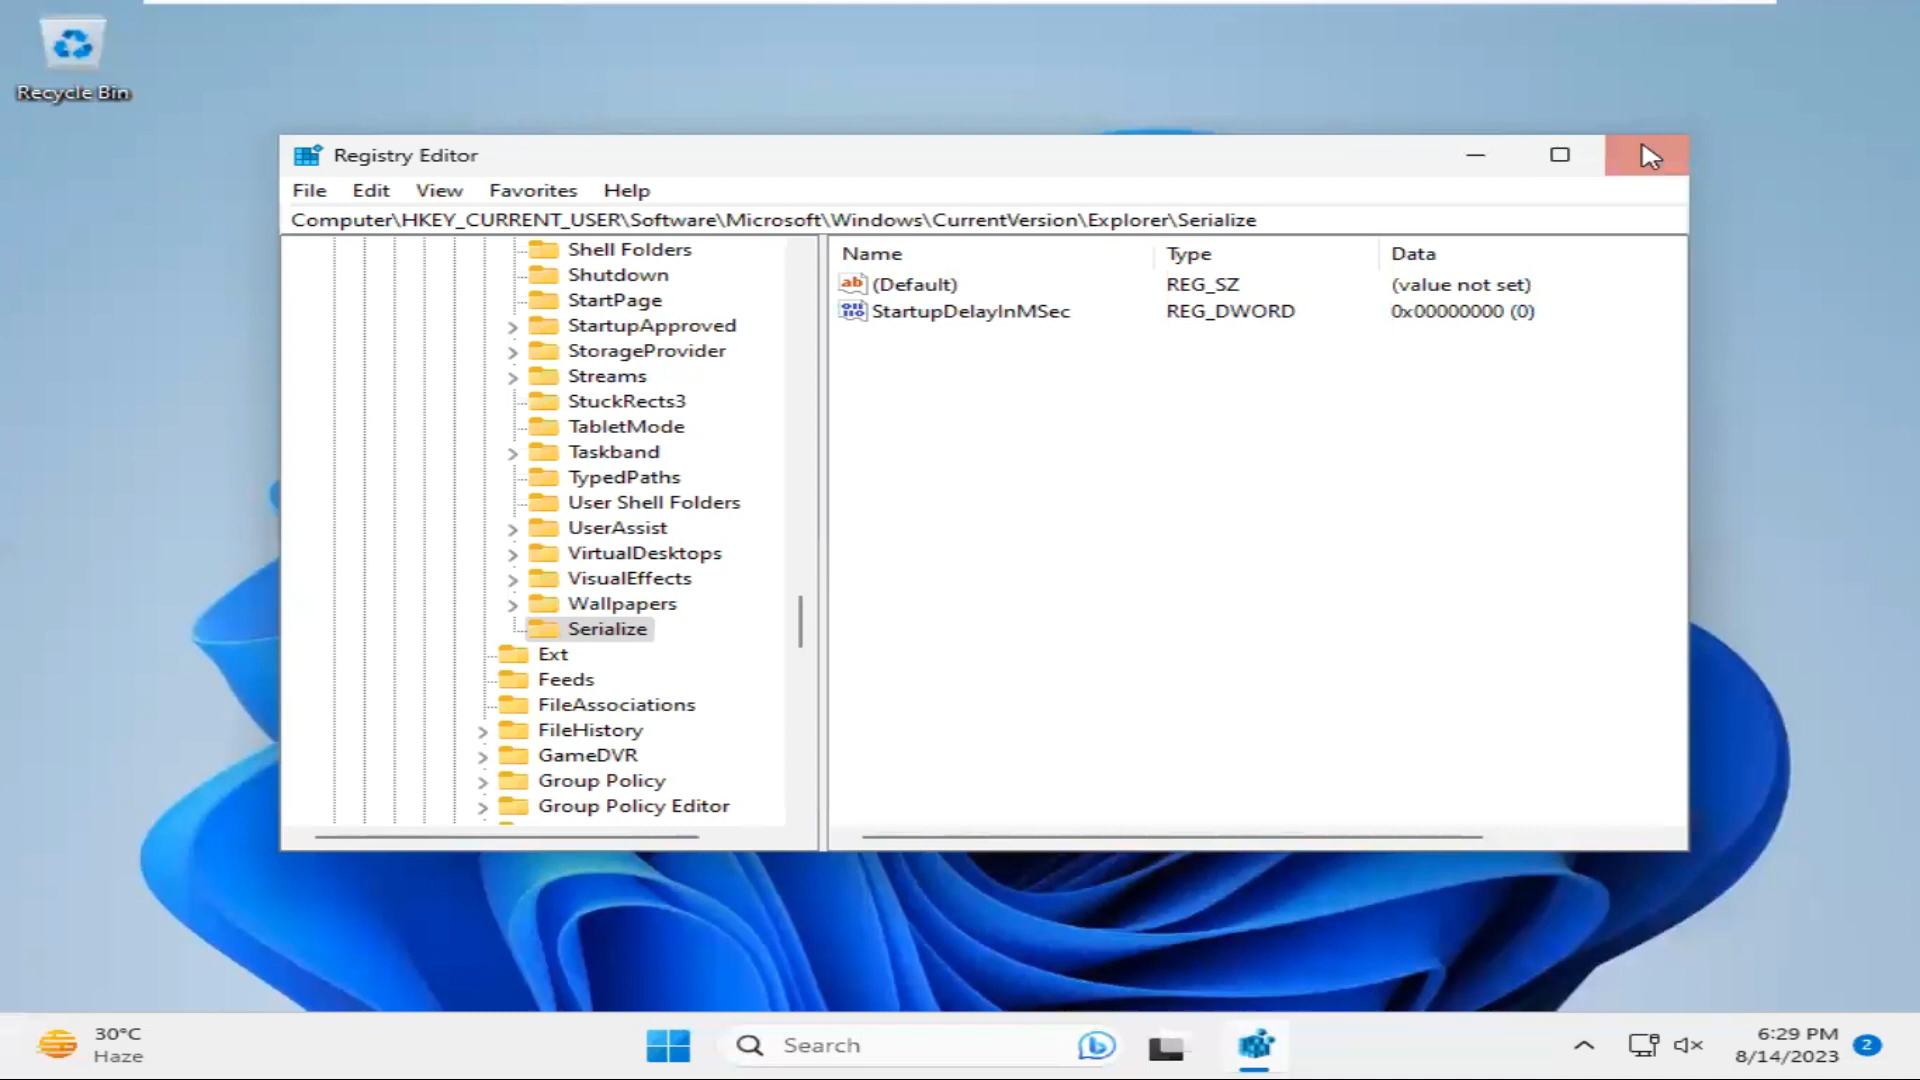 Recycle Bin
Registry Editor
File Edit View Favorites Help
Computer\HKEY_CURRENT_USER\Software\Microsoft\Windows\CurrentVersion\Explorer\Serialize
Shell Folders
Shutdown
StartPage
StartupApproved
StorageProvider
Streams
StuckRects3
TabletMode
Taskband
TypedPaths
User Shell Folders
UserAssist
VirtualDesktops
VisualEffects
Wallpapers
Serialize
Ext
Feeds
FileAssociations
FileHistory
GameDVR
Group Policy
Group Policy Editor
Name Type Data
(Default) REG_SZ (value not set)
StartupDelayInMSec REG_DWORD 0x00000000 (0)
30°C
Haze
Search
6:29 PM
8/14/2023
2